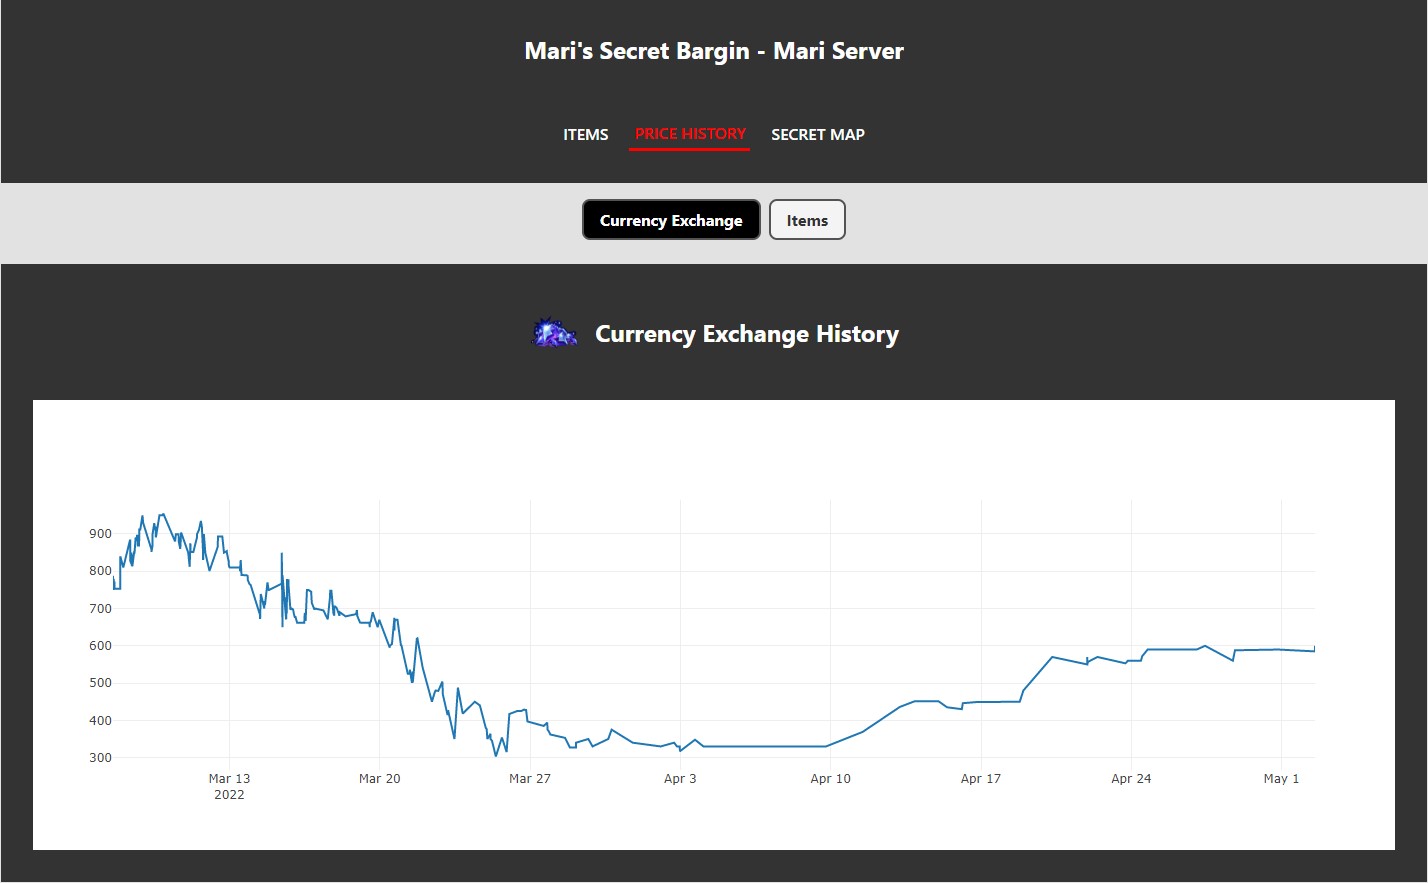 Mari's Secret Bargin - Mari Server
ITEMS PRICE HISTORY SECRET MAP
Currency Exchange Items
Currency Exchange History
900
800
700
600
500
400
300
Mar 13 Mar 20 Mar 27 Apr 3 Apr 10 Apr 17 Apr 24 May 1
2022